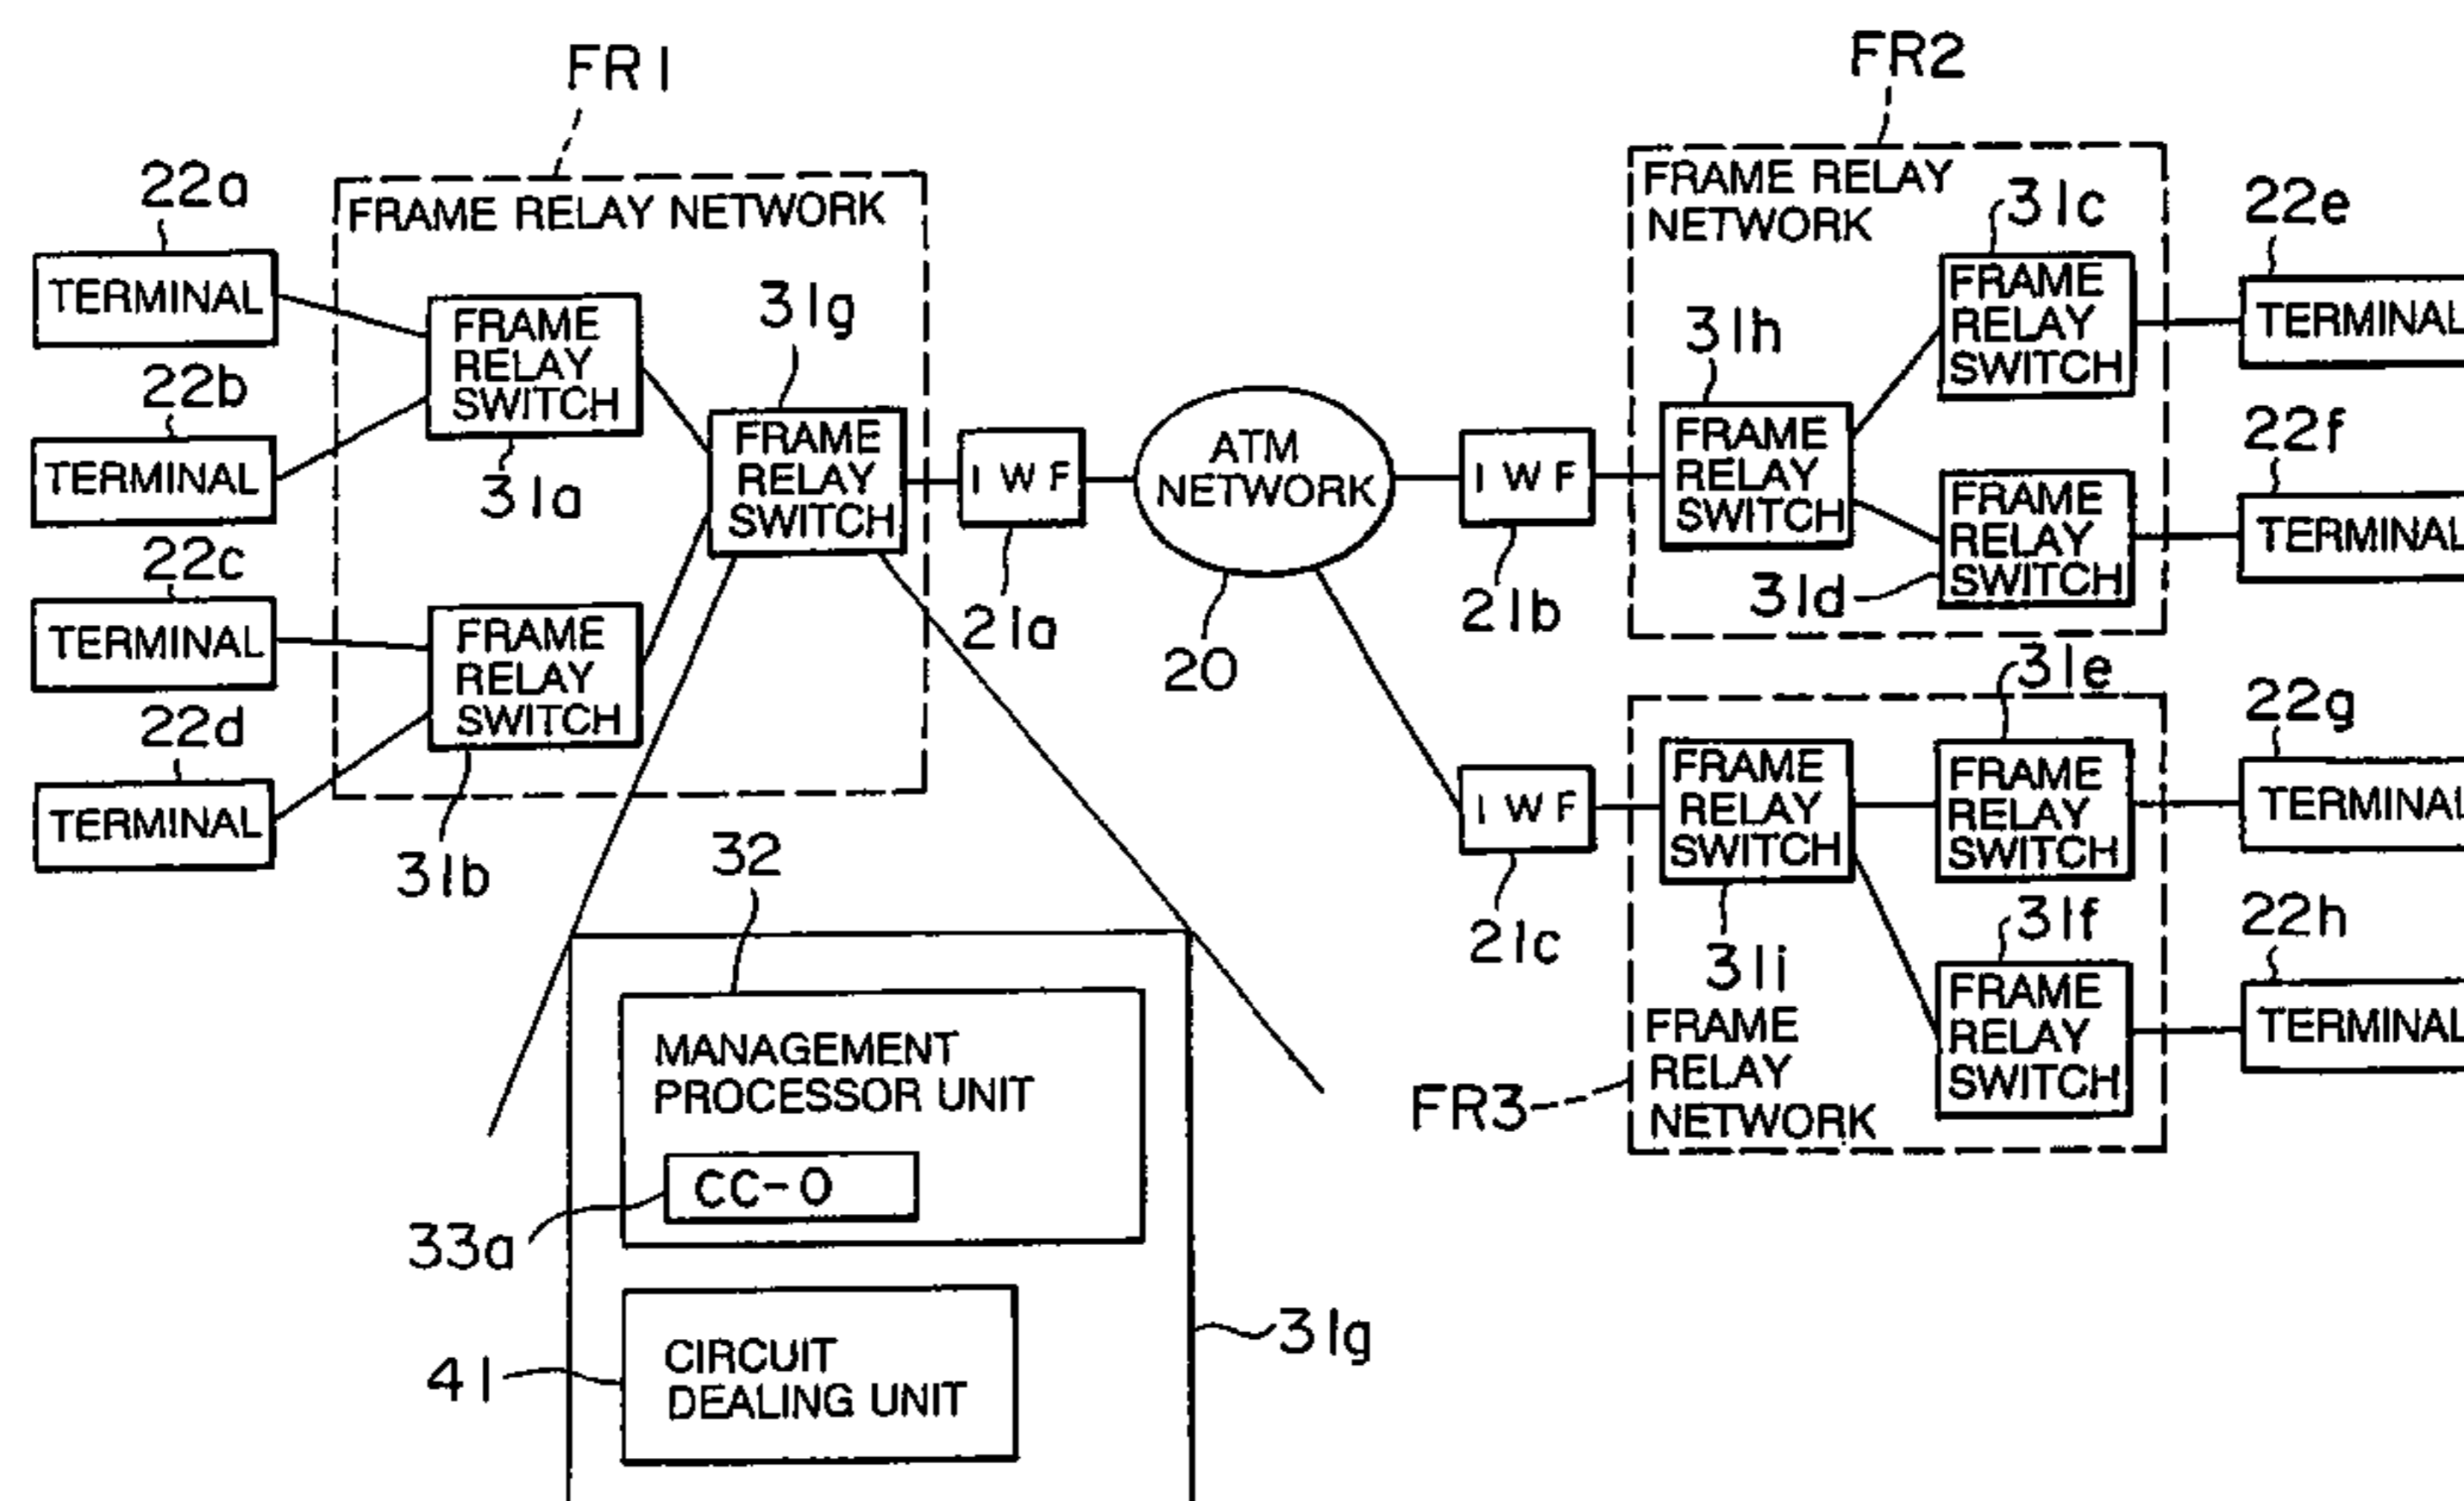 FR1
FR2
22a
TERMINAL
22b
TERMINAL
22c
TERMINAL
22d
TERMINAL
FRAME RELAY NETWORK
FRAME
RELAY
SWITCH
31a
FRAME
RELAY
SWITCH
31b
31g
FRAME
RELAY
SWITCH
IWF
21a
ATM
NETWORK
20
IWF
21b
IWF
21c
FRAME RELAY
NETWORK
31h
FRAME
RELAY
SWITCH
31c
FRAME
RELAY
SWITCH
31d
FRAME
RELAY
SWITCH
22e
TERMINAL
22f
TERMINAL
31e
FRAME
RELAY
SWITCH
31i
FRAME
RELAY
SWITCH
31f
FRAME
RELAY
SWITCH
FR3
FRAME
RELAY
NETWORK
22g
TERMINAL
22h
TERMINAL
32
MANAGEMENT
PROCESSOR UNIT
CC-0
33a
41
CIRCUIT
DEALING UNIT
31g